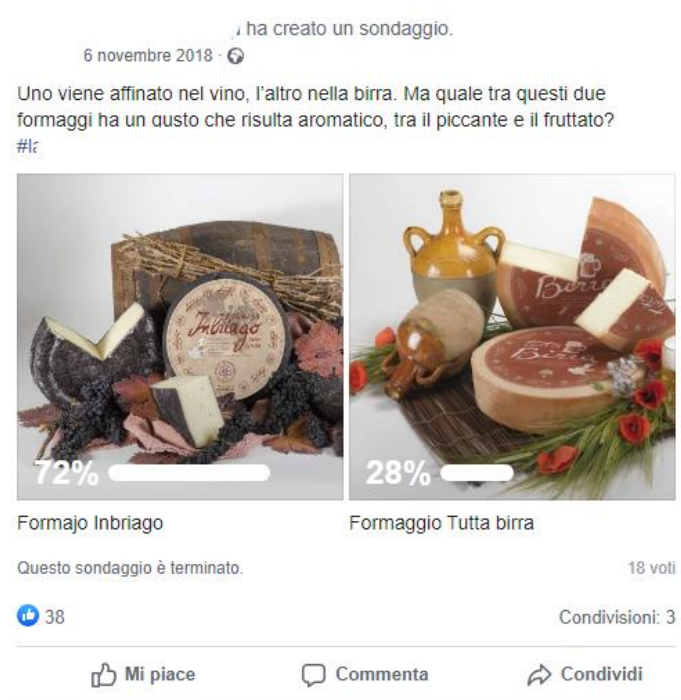 ha creato un sondaggio.
6 novembre 2018 ·
Uno viene affinato nel vino, l'altro nella birra. Ma quale tra questi due
formaggi ha un gusto che risulta aromatico, tra il piccante e il fruttato?
Inbriago
Birra
Birra
72%
28%
Formajo Inbriago
Formaggio Tutta birra
Questo sondaggio è terminato.
18 voti
38
Condivisioni: 3
Mi piace
Commenta
Condividi